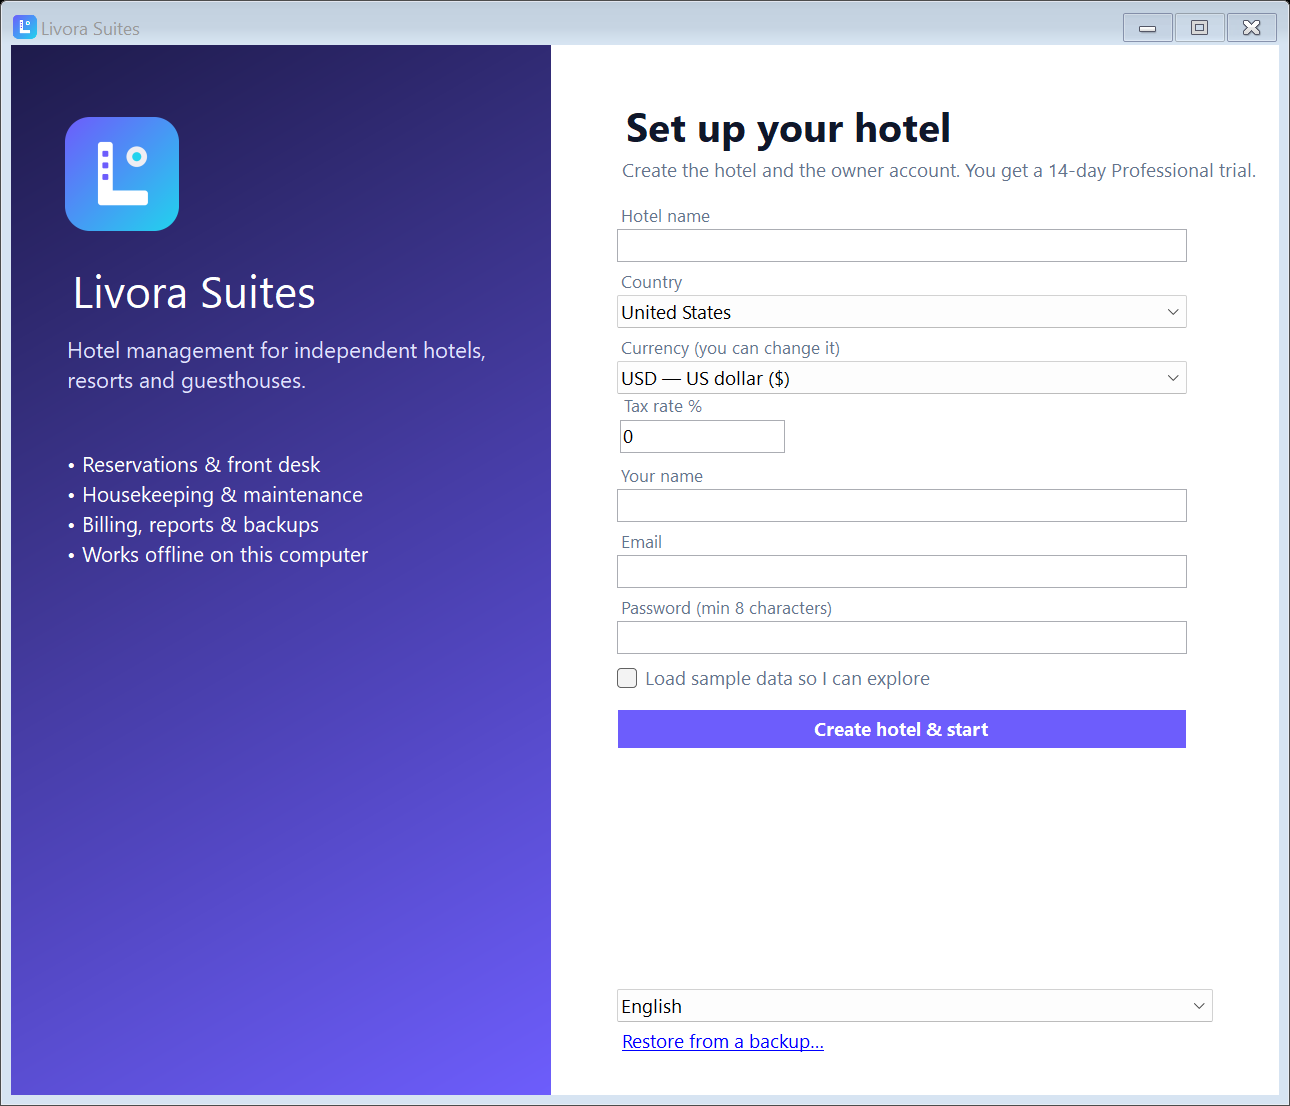 Livora Suites
Livora Suites
Hotel management for independent hotels,
resorts and guesthouses.
• Reservations & front desk
• Housekeeping & maintenance
• Billing, reports & backups
• Works offline on this computer
Set up your hotel
Create the hotel and the owner account. You get a 14-day Professional trial.
Hotel name
Country
United States
Currency (you can change it)
USD — US dollar ($)
Tax rate %
0
Your name
Email
Password (min 8 characters)
Load sample data so I can explore
Create hotel & start
English
Restore from a backup...